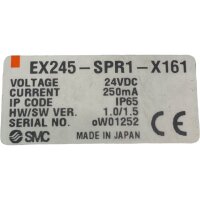 EX245-SPR1-X161
VOLTAGE 24VDC
CURRENT 250mA
IP CODE IP65
HW/SW VER. 1.0/1.5
SERIAL NO. oW01252
SMC MADE IN JAPAN CE